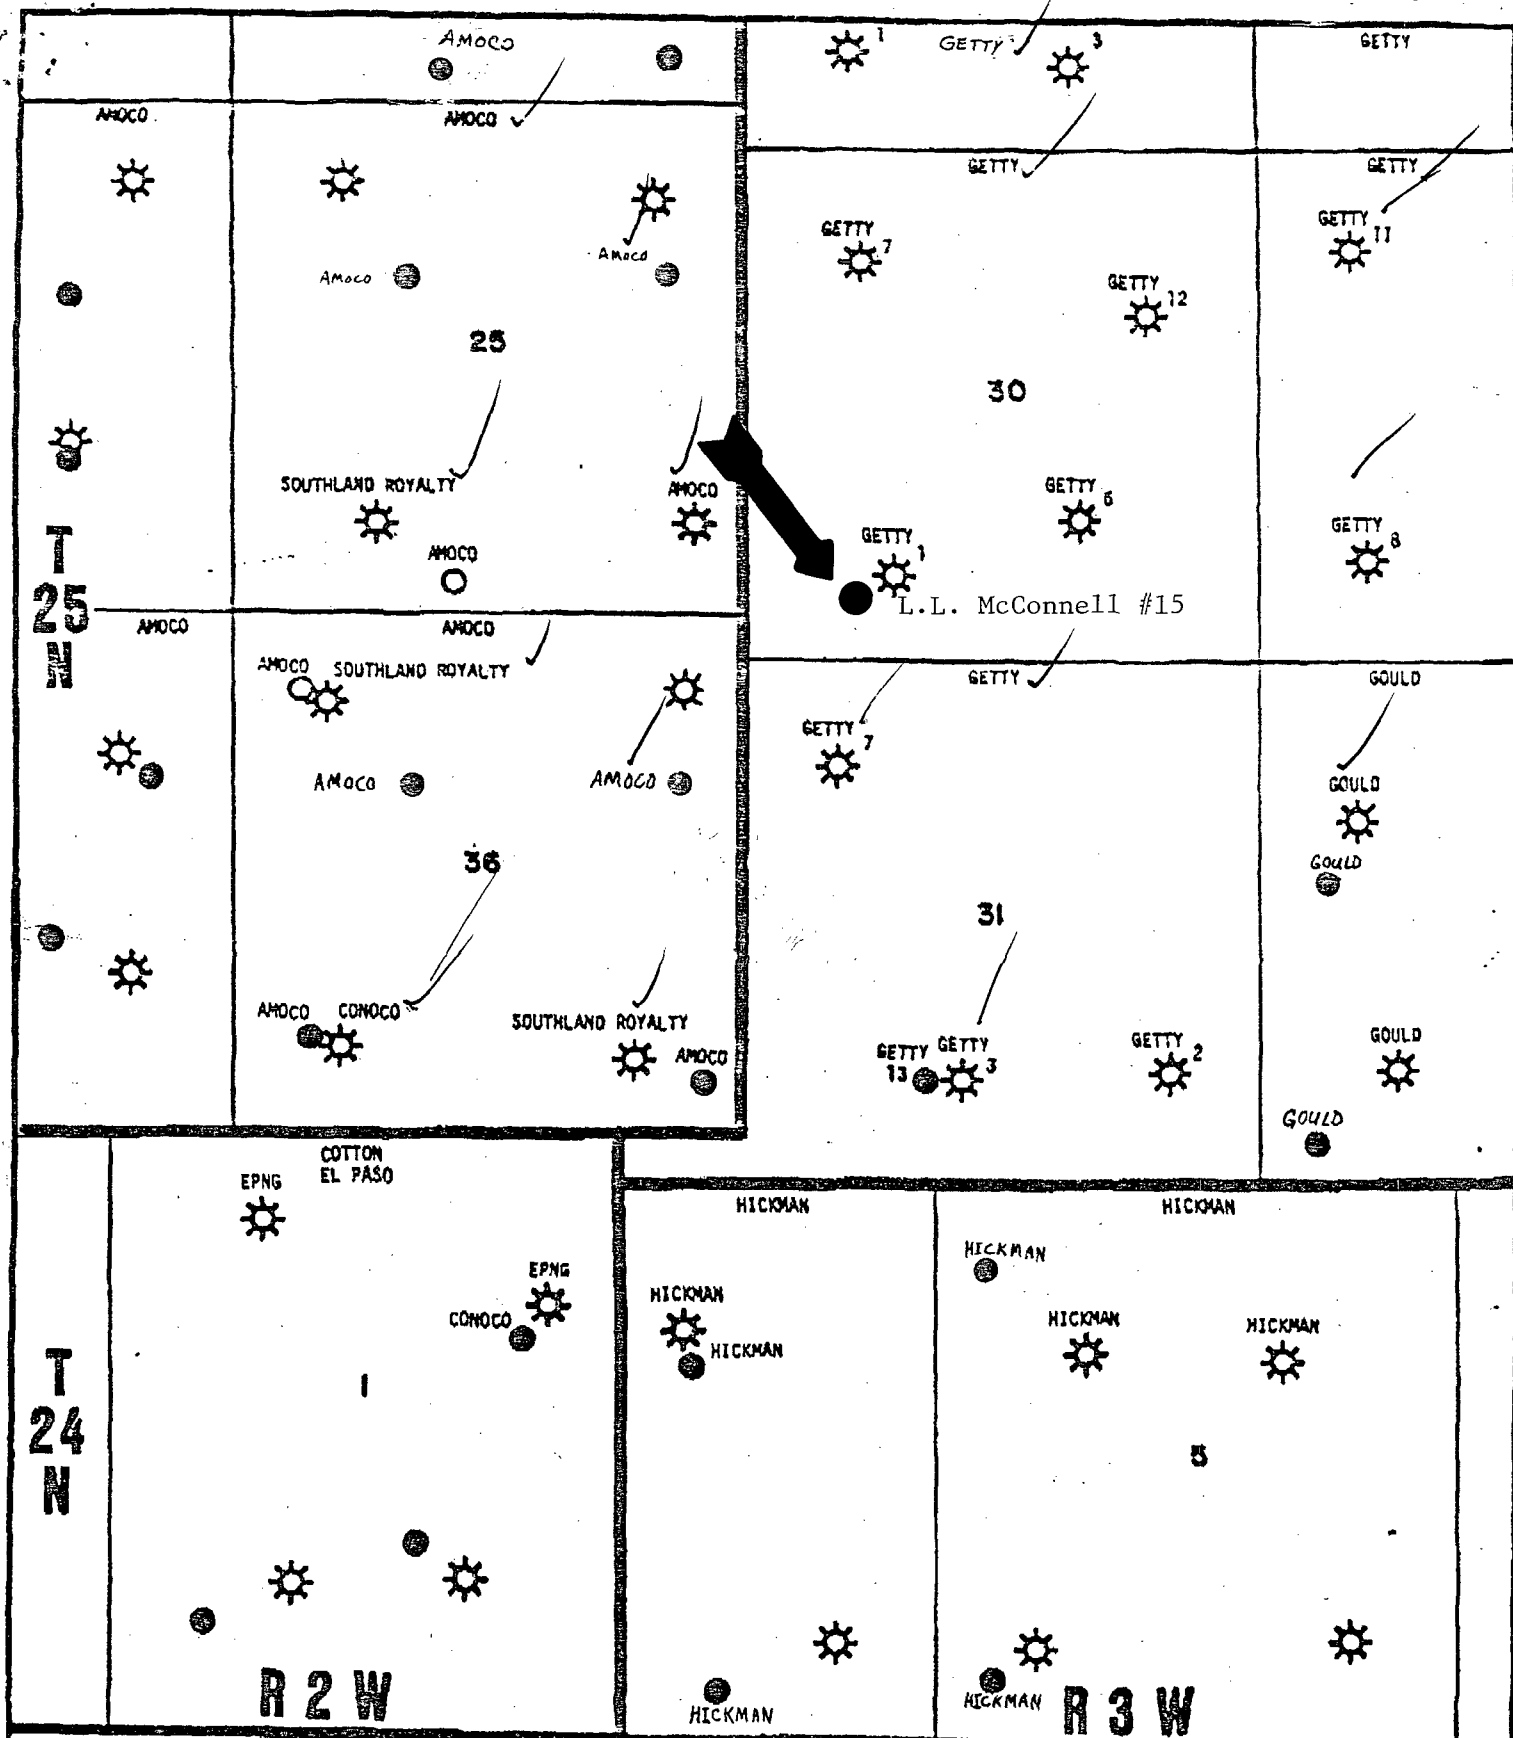 AMOCO
GETTY
1
3
GETTY
AMOCO
AMOCO
GETTY
GETTY
GETTY
7
GETTY
11
GETTY
12
AMOCO
AMOCO
25
30
SOUTHLAND ROYALTY
AMOCO
GETTY
6
GETTY
8
AMOCO
GETTY
1
L.L. McConnell #15
T
25
N
AMOCO
AMOCO
GETTY
GOULD
AMOCO
SOUTHLAND ROYALTY
GETTY
7
AMOCO
AMOCO
GOULD
GOULD
36
31
AMOCO
CONOCO
SOUTHLAND ROYALTY
AMOCO
GETTY
13
GETTY
3
GETTY
2
GOULD
GOULD
COTTON
EL PASO
EPNG
HICKMAN
HICKMAN
EPNG
CONOCO
HICKMAN
HICKMAN
HICKMAN
HICKMAN
HICKMAN
T
24
N
1
5
HICKMAN
HICKMAN
R 2 W
R 3 W